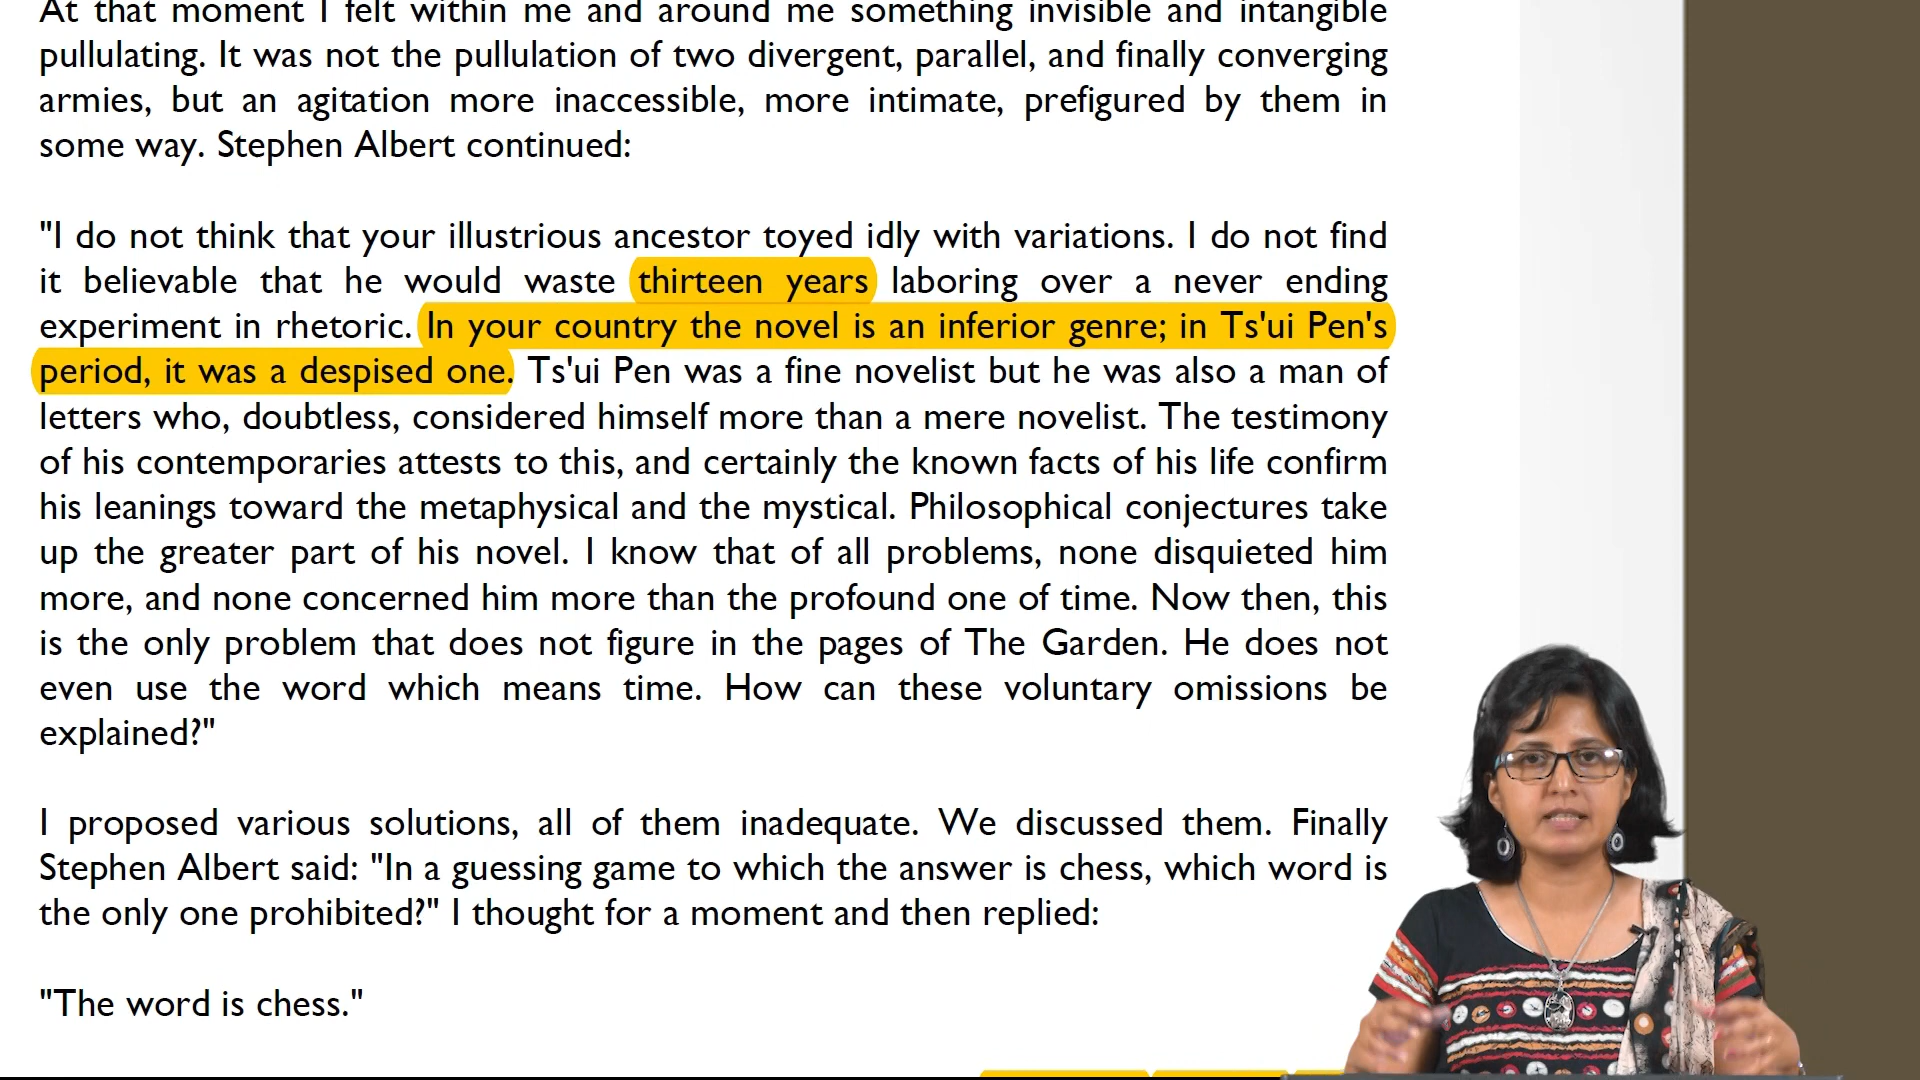 At that moment I felt within me and around me something invisible and intangible
pullulating. It was not the pullulation of two divergent, parallel, and finally converging
armies, but an agitation more inaccessible, more intimate, prefigured by them in
some way. Stephen Albert continued:
"I do not think that your illustrious ancestor toyed idly with variations. I do not find
it believable that he would waste thirteen years laboring over a never ending
experiment in rhetoric. In your country the novel is an inferior genre; in Ts'ui Pen's
period, it was a despised one. Ts'ui Pen was a fine novelist but he was also a man of
letters who, doubtless, considered himself more than a mere novelist. The testimony
of his contemporaries attests to this, and certainly the known facts of his life confirm
his leanings toward the metaphysical and the mystical. Philosophical conjectures take
up the greater part of his novel. I know that of all problems, none disquieted him
more, and none concerned him more than the profound one of time. Now then, this
is the only problem that does not figure in the pages of The Garden. He does not
even use the word which means time. How can these voluntary omissions be
explained?"
I proposed various solutions, all of them inadequate. We discussed them. Finally
Stephen Albert said: "In a guessing game to which the answer is chess, which word is
the only one prohibited?" I thought for a moment and then replied:
"The word is chess."